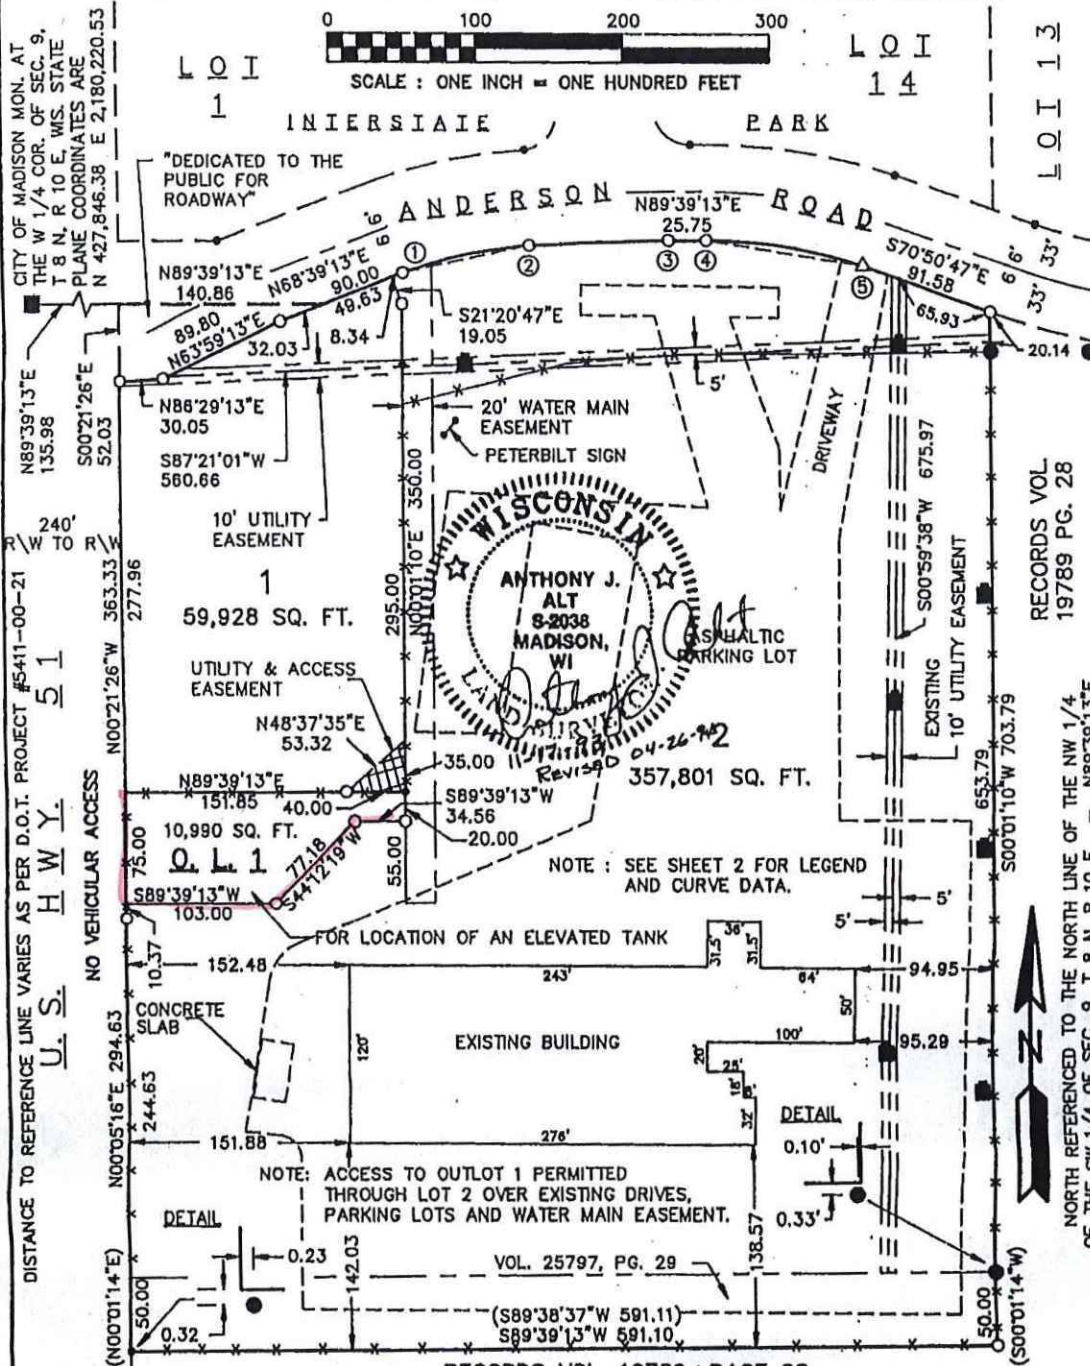 0 100 200 300
SCALE : ONE INCH = ONE HUNDRED FEET
CITY OF MADISON MON. AT
THE W 1/4 COR. OF SEC. 9,
T 8 N, R 10 E, WIS. STATE
PLANE COORDINATES ARE
N 427,846.38 E 2,180,220.53
LOT
1
LOT
14
LOT 13
INTERSTATE PARK
"DEDICATED TO THE
PUBLIC FOR
ROADWAY"
ANDERSON ROAD
66'
N89°39'13"E
25.75
N89°39'13"E
140.86
N68°39'13"E
90.00
49.63
1
2
3
4
5
S70°50'47"E
91.58
66'
33'
33'
89.80
N63°59'13"E
32.03
8.34
S21°20'47"E
19.05
65.93
20.14
5'
N89°39'13"E
135.98
S00°21'26"E
52.03
N86°29'13"E
30.05
S87°21'01"W
560.66
20' WATER MAIN
EASEMENT
PETERBILT SIGN
DRIVEWAY
S00°59'38"W 675.97
RECORDS VOL.
19789 PG. 28
240'
R\W TO R\W
10' UTILITY
EASEMENT
N00°21'26"W 363.33
277.96
1
59,928 SQ. FT.
295.00
N00°01'10"E 350.00
WISCONSIN
ANTHONY J.
ALT
S-2038
MADISON,
WI
LAND SURVEYOR
ASPHALTIC
PARKING LOT
Revised 04-26-
2
357,801 SQ. FT.
EXISTING
10' UTILITY EASEMENT
DISTANCE TO REFERENCE LINE VARIES AS PER D.O.T. PROJECT #5411-00-21
U.S. HWY. 51
NO VEHICULAR ACCESS
UTILITY & ACCESS
EASEMENT
N48°37'35"E
53.32
N89°39'13"E
151.85
40.00
35.00
S89°39'13"W
34.56
20.00
75.00
10,990 SQ. FT.
O.L. 1
77.18
S44°12'19"W
55.00
S89°39'13"W
103.00
NOTE : SEE SHEET 2 FOR LEGEND
AND CURVE DATA.
653.79
S00°01'10"W 703.79
5'
5'
FOR LOCATION OF AN ELEVATED TANK
10.37
152.48
243'
31.5'
36'
31.5'
64'
94.95
50'
CONCRETE
SLAB
120'
EXISTING BUILDING
100'
20'
25'
18'
8'
32'
95.29
N00°05'16"E 294.63
244.63
151.88
276'
DETAIL
0.10'
0.33'
NOTE: ACCESS TO OUTLOT 1 PERMITTED
THROUGH LOT 2 OVER EXISTING DRIVES,
PARKING LOTS AND WATER MAIN EASEMENT.
DETAIL
0.23
0.32
142.03
138.57
VOL. 25797, PG. 29
(N00°01'14"E)
50.00
(S89°38'37"W 591.11)
S89°39'13"W 591.10
50.00
(S00°01'14"W)
N
NORTH REFERENCED TO THE NORTH LINE OF THE NW 1/4